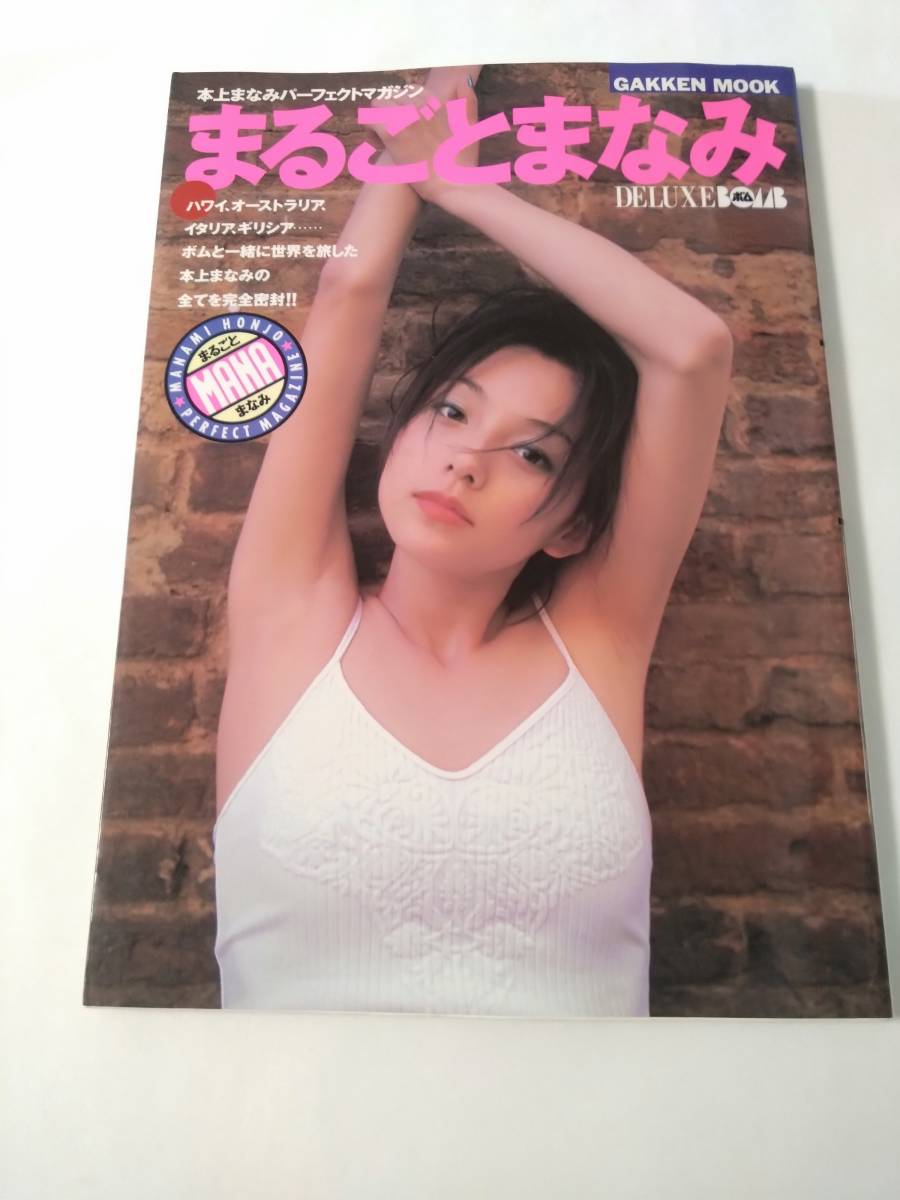 GAKKEN MOOK
本上まなみパーフェクトマガジン
まるごとまなみ
DELUXE BOMB
ボム
ハワイ、オーストラリア、
イタリア、ギリシア……
ボムと一緒に世界を旅した
本上まなみの
全てを完全密封!!
★MANAMI HONJO★
まるごと
MANA
まなみ
PERFECT MAGAZINE